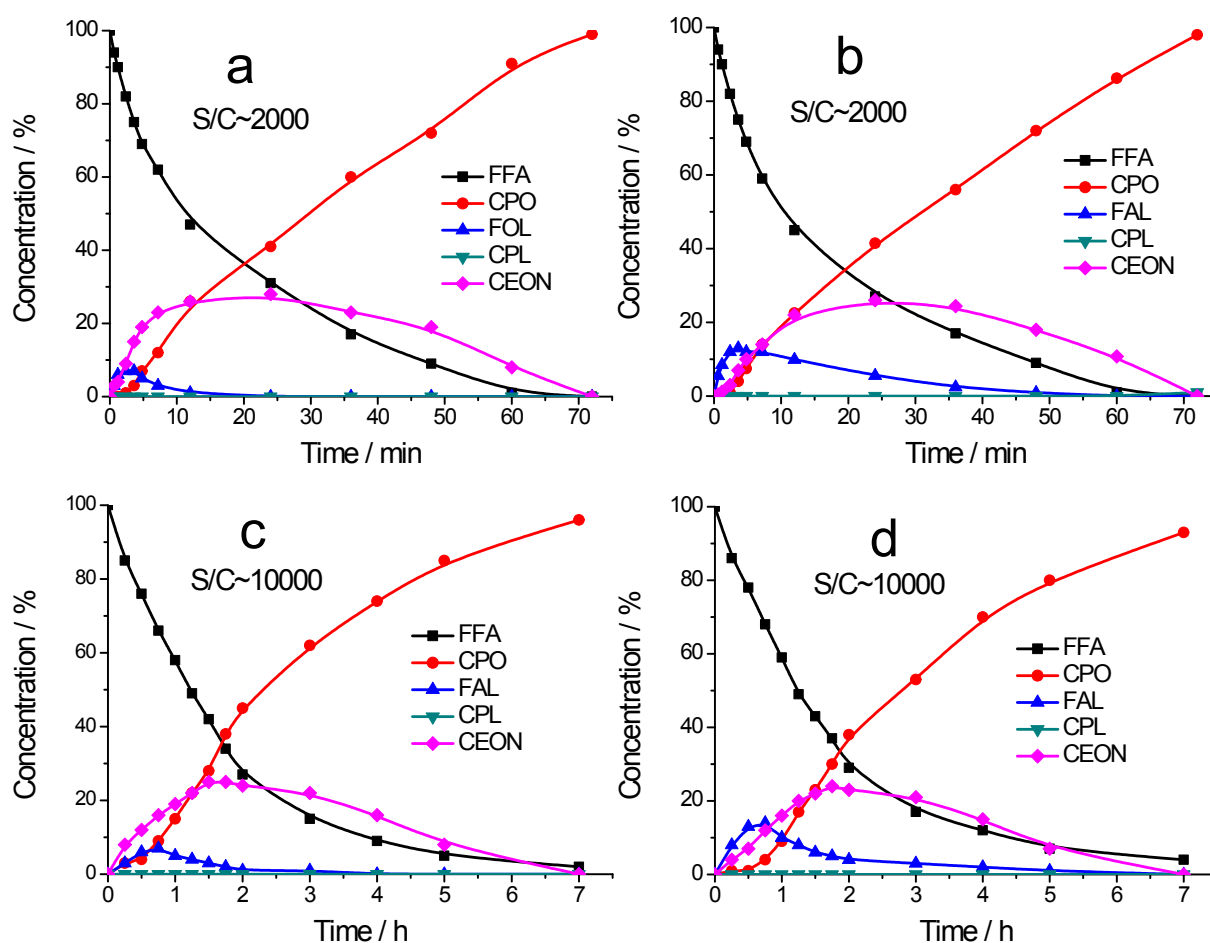 a
S/C~2000
FFA
CPO
FOL
CPL
CEON
Concentration / %
100
80
60
40
20
0
0 10 20 30 40 50 60 70
Time / min
b
S/C~2000
FFA
CPO
FAL
CPL
CEON
Concentration / %
100
80
60
40
20
0
0 10 20 30 40 50 60 70
Time / min
c
S/C~10000
FFA
CPO
FAL
CPL
CEON
Concentration / %
100
80
60
40
20
0
0 1 2 3 4 5 6 7
Time / h
d
S/C~10000
FFA
CPO
FAL
CPL
CEON
Concentration / %
100
80
60
40
20
0
0 1 2 3 4 5 6 7
Time / h